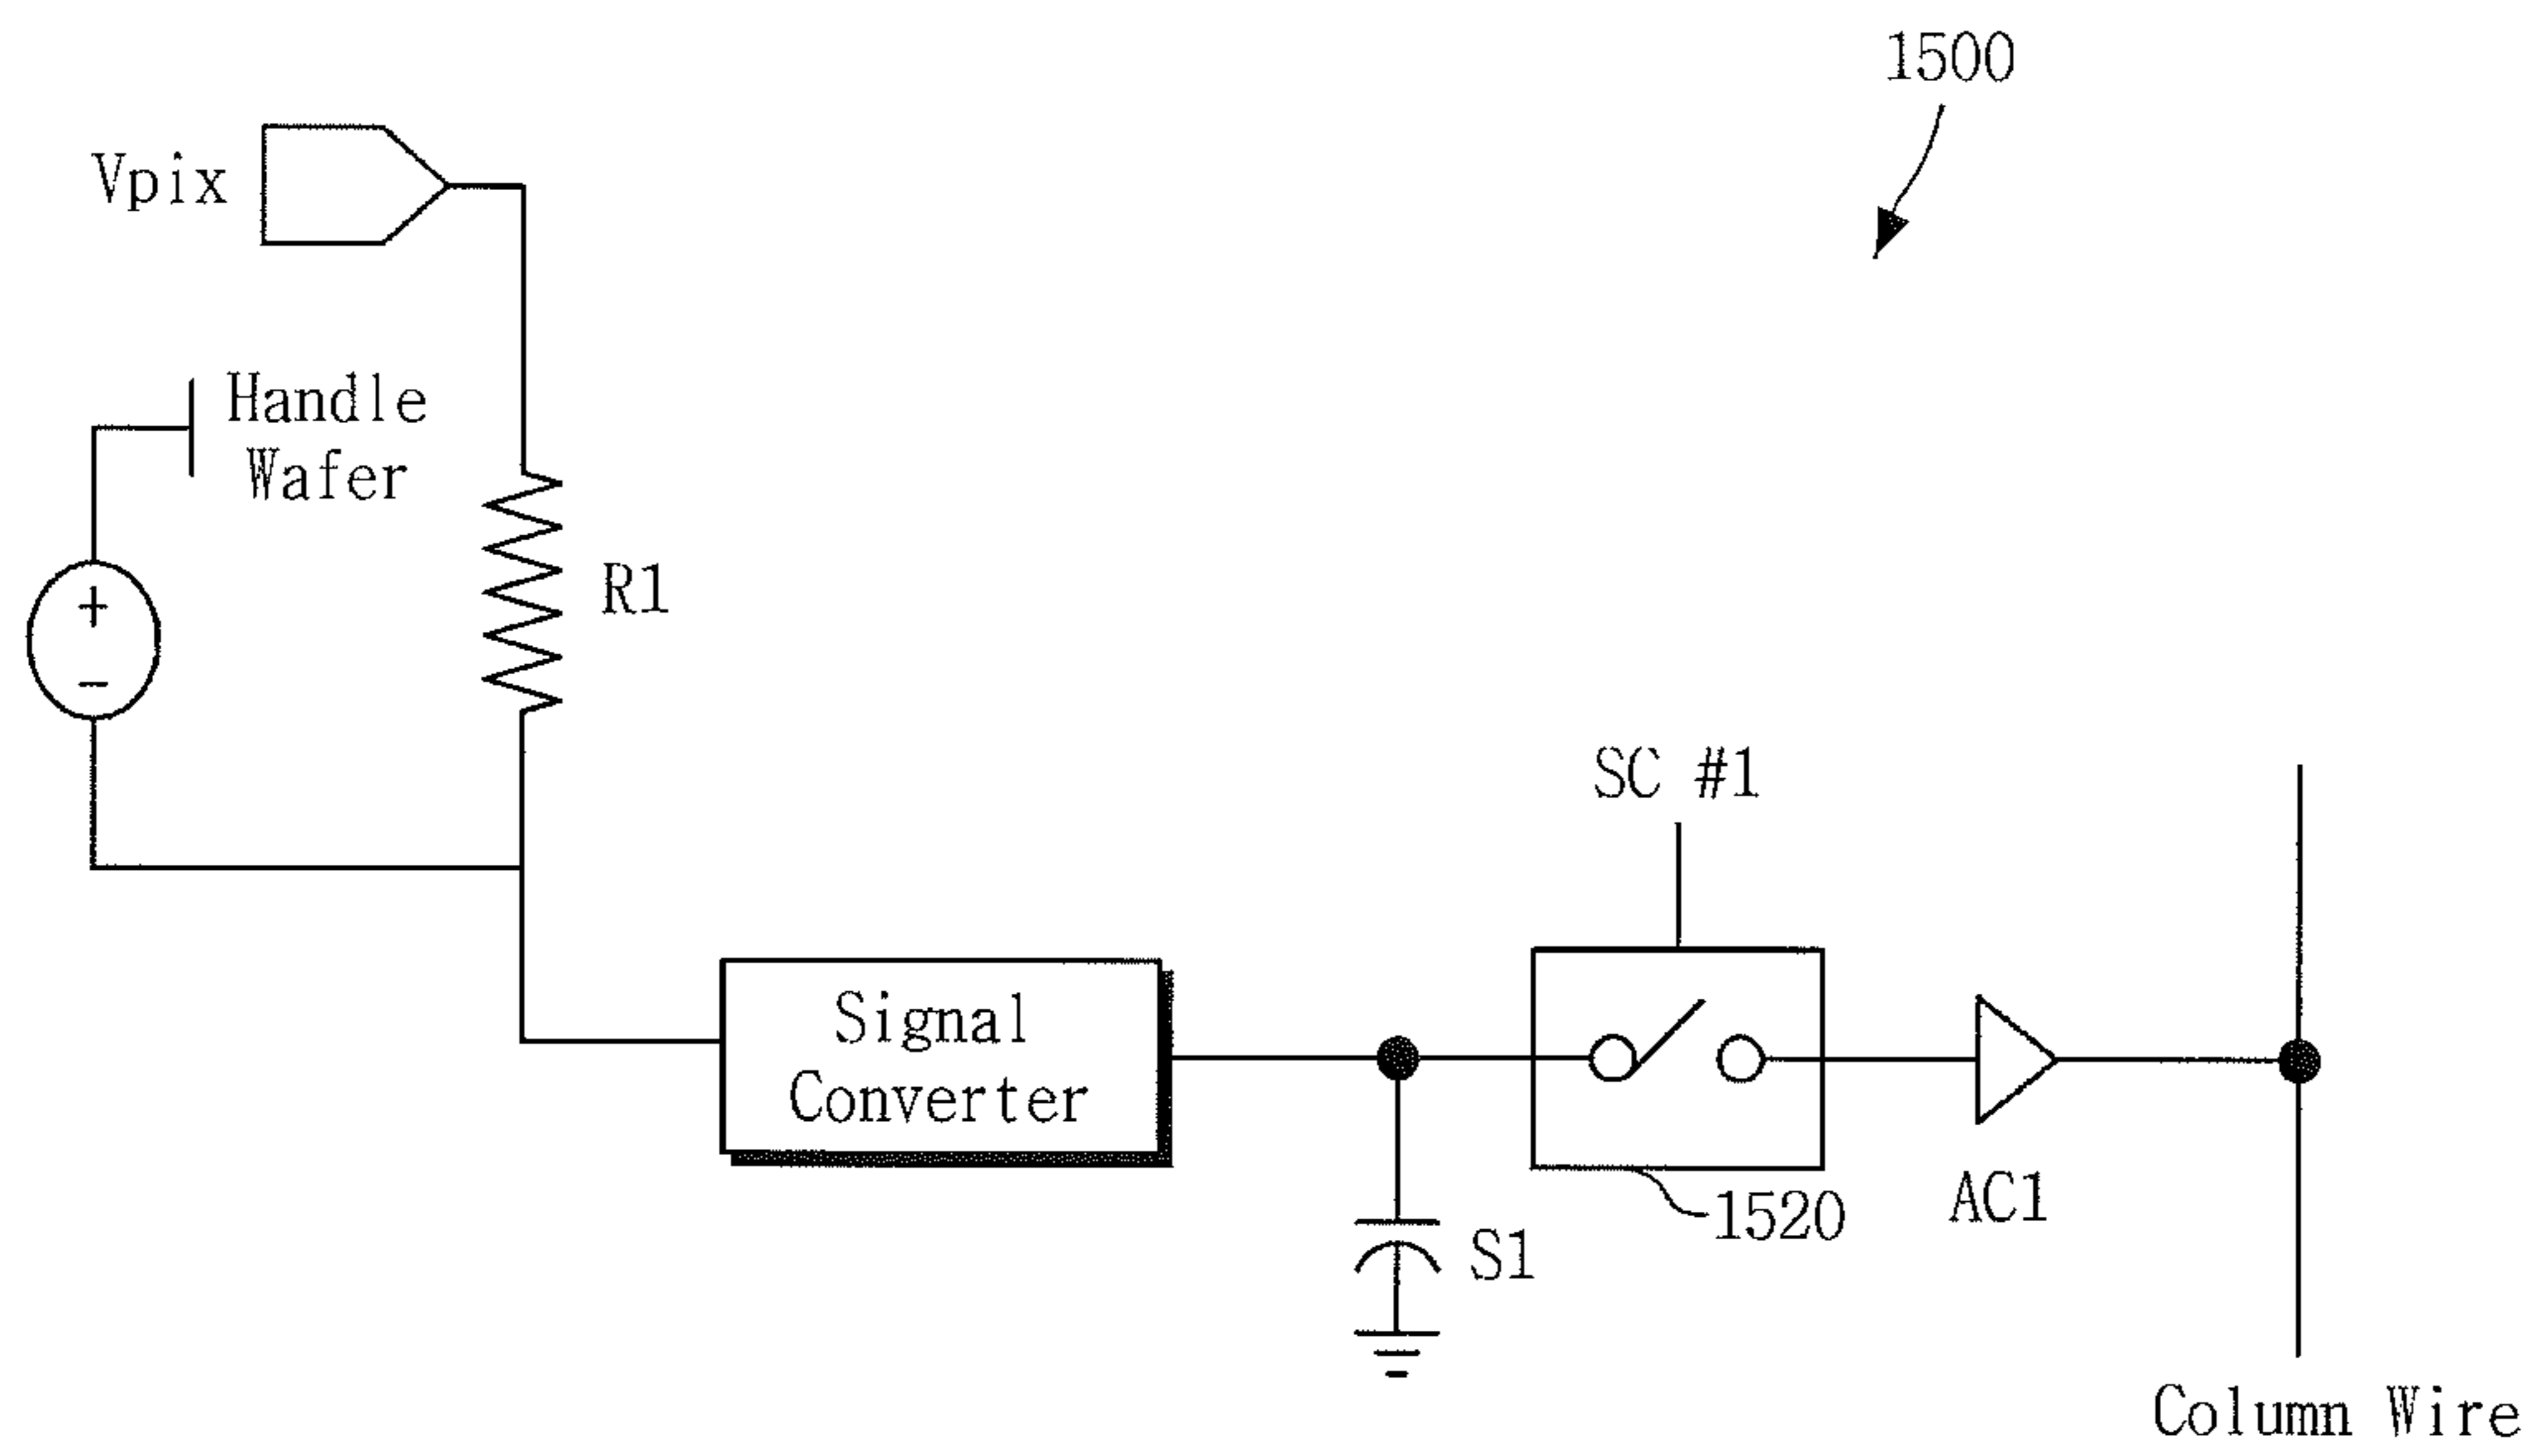 1500
Vpix
Handle
Wafer
+
−
R1
SC #1
Signal
Converter
1520
AC1
S1
Column Wire